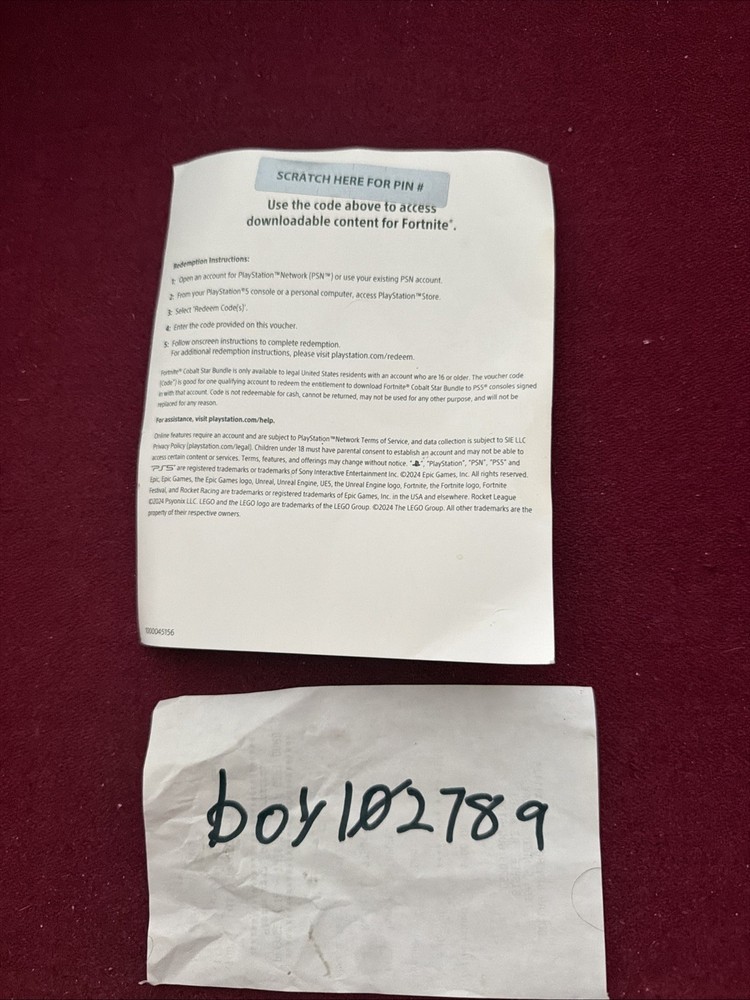 SCRATCH HERE FOR PIN #
Use the code above to access
downloadable content for Fortnite*.
Redemption Instructions:
1: Open an account for PlayStation™Network (PSN™) or use your existing PSN account.
2: From your PlayStation®5 console or a personal computer, access PlayStation™Store.
3: Select 'Redeem Code(s)'.
4: Enter the code provided on this voucher.
5: Follow onscreen instructions to complete redemption.
For additional redemption instructions, please visit playstation.com/redeem.
*Fortnite® Cobalt Star Bundle is only available to legal United States residents with an account who are 16 or older. The voucher code
(Code") is good for one qualifying account to redeem the entitlement to download Fortnite® Cobalt Star Bundle to PS5® consoles signed
in with that account. Code is not redeemable for cash, cannot be returned, may not be used for any other purpose, and will not be
replaced for any reason.
For assistance, visit playstation.com/help.
Online features require an account and are subject to PlayStation™Network Terms of Service, and data collection is subject to SIE LLC
Privacy Policy (playstation.com/legal). Children under 18 must have parental consent to establish an account and may not be able to
access certain content or services. Terms, features, and offerings may change without notice. " ", "PlayStation", "PSN", "PS5" and
"PS5" are registered trademarks or trademarks of Sony Interactive Entertainment Inc. ©2024 Epic Games, Inc. All rights reserved.
Epic, Epic Games, the Epic Games logo, Unreal, Unreal Engine, UE5, the Unreal Engine logo, Fortnite, the Fortnite logo, Fortnite
Festival, and Rocket Racing are trademarks or registered trademarks of Epic Games, Inc. in the USA and elsewhere. Rocket League
©2024 Psyonix LLC. LEGO and the LEGO logo are trademarks of the LEGO Group. ©2024 The LEGO Group. All other trademarks are the
property of their respective owners.
1000045156
boy102789